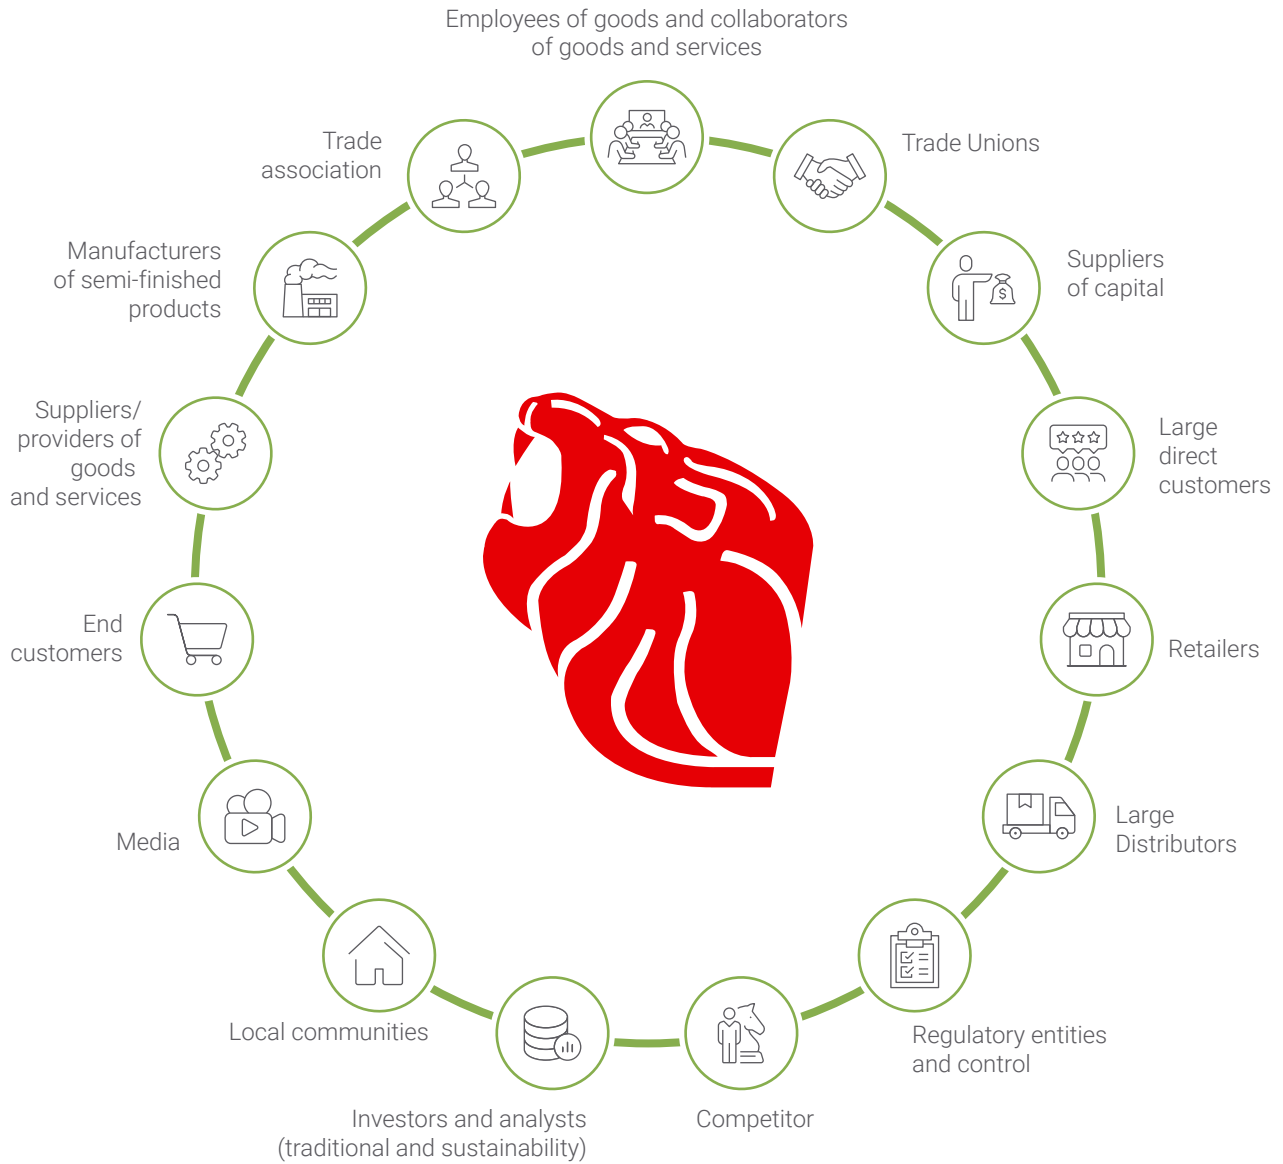 Employees of goods and collaborators
of goods and services
Trade Unions
Suppliers
of capital
Large
direct
customers
Retailers
Large
Distributors
Regulatory entities
and control
Competitor
Investors and analysts
(traditional and sustainability)
Local communities
Media
End
customers
Suppliers/
providers of
goods
and services
Manufacturers
of semi-finished
products
Trade
association
$